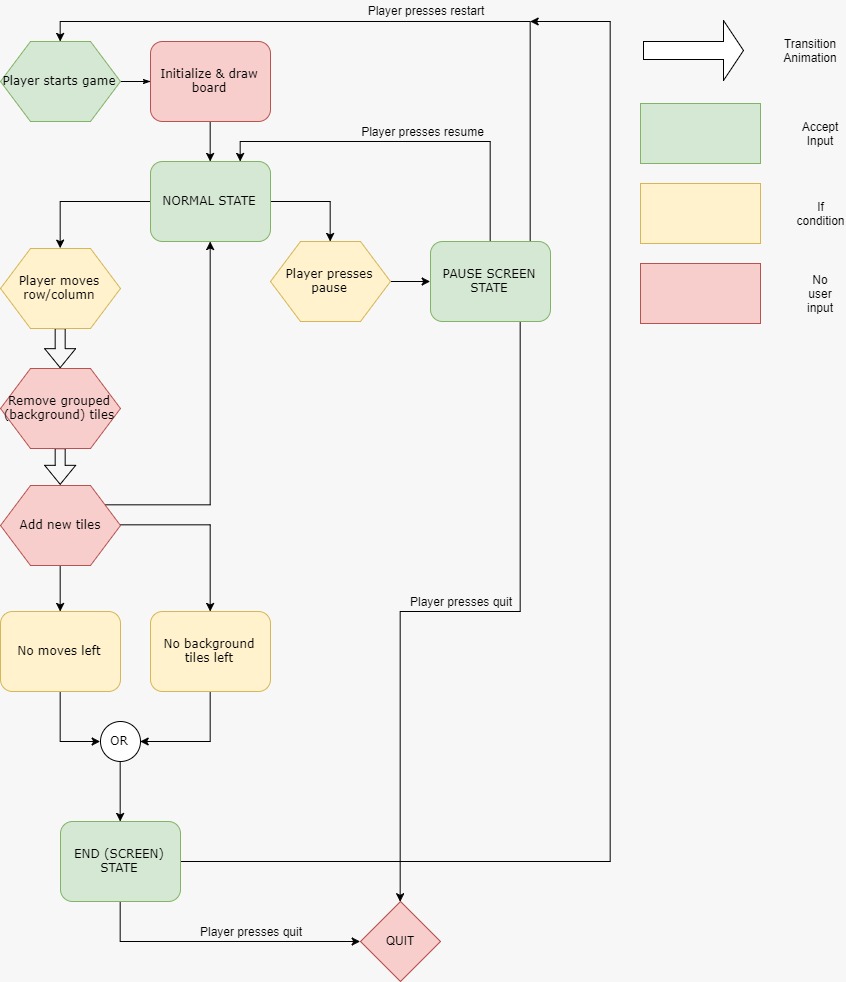 Player presses restart
Player starts game
Initialize & draw
board
Transition
Animation
Accept
Input
Player presses resume
NORMAL STATE
If
condition
Player moves
row/column
Player presses
pause
PAUSE SCREEN
STATE
No
user
input
Remove grouped
(background) tiles
Add new tiles
Player presses quit
No moves left
No background
tiles left
OR
END (SCREEN)
STATE
Player presses quit
QUIT